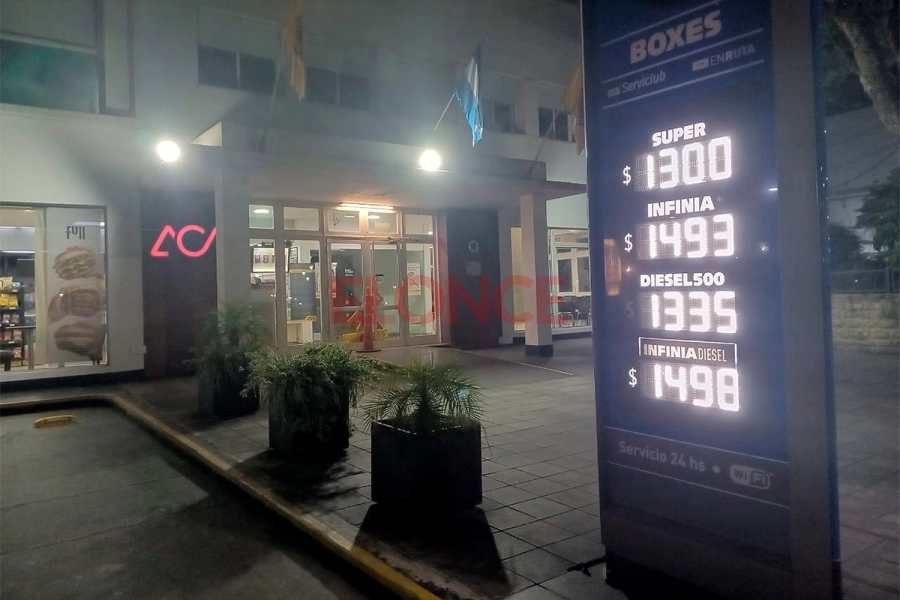 BOXES
Serviclub
ENRUTA
SUPER
$ 1300
INFINIA
$ 1493
DIESEL500
$ 1335
INFINIA DIESEL
$ 1498
Servicio 24 hs • WiFi
full
ACA
ELONCE